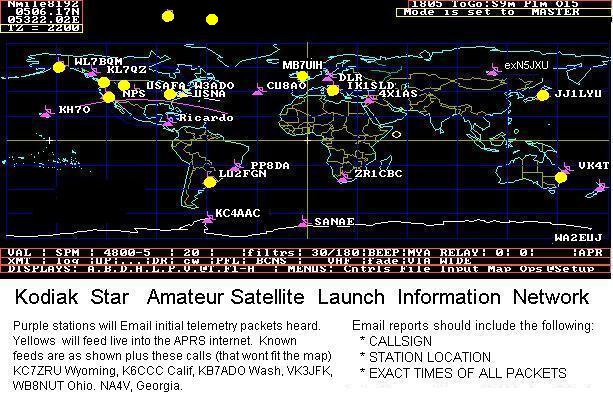 Nmile8192
0506.17N
05322.02E
TZ = 2200
1805 ToGo:59m P1m O15
Mode is set to MASTER
WL7BQM
KL7QZ
MB7UIH
DLR
exN5JXU
USAFA W3ADO
CU8AO
IK1SLD
NPS
USNA
4X1AS
JJ1LYU
KH7O
Ricardo
PP8DA
ZR1CBC
VK4T
LU2FGN
KC4AAC
SANAE
WA2EUJ
VAL | SPM | 4800-5 | 20 | |filtrs: 30/180|BEEP|MYA RELAY: 0: 0: |APR
XMT | log |UP|...|DR| cw |PFL| BCNS | VHF |fade|VIA WIDE
DISPLAYS: MENUS: Cntrls File Input Map Ops @Setup
Kodiak Star Amateur Satellite Launch Information Network
Purple stations will Email initial telemetry packets heard.
Yellows will feed live into the APRS internet. Known
feeds are as shown plus these calls (that wont fit the map)
KC7ZRU Wyoming, K6CCC Calif, KB7ADO Wash, VK3JFK,
WB8NUT Ohio. NA4V, Georgia.
Email reports should include the following:
* CALLSIGN
* STATION LOCATION
* EXACT TIMES OF ALL PACKETS